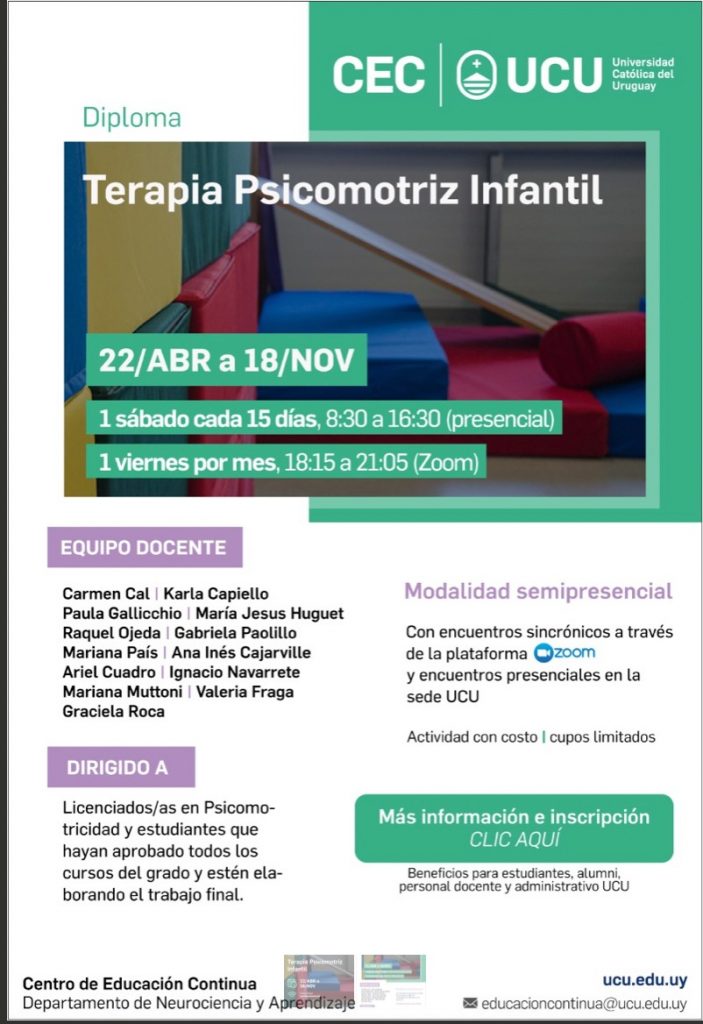 CEC | UCU Universidad
Católica del
Uruguay
Diploma
Terapia Psicomotriz Infantil
22/ABR a 18/NOV
1 sábado cada 15 días, 8:30 a 16:30 (presencial)
1 viernes por mes, 18:15 a 21:05 (Zoom)
EQUIPO DOCENTE
Carmen Cal | Karla Capiello
Paula Gallicchio | María Jesus Huguet
Raquel Ojeda | Gabriela Paolillo
Mariana País | Ana Inés Cajarville
Ariel Cuadro | Ignacio Navarrete
Mariana Muttoni | Valeria Fraga
Graciela Roca
DIRIGIDO A
Licenciados/as en Psicomo-
tricidad y estudiantes que
hayan aprobado todos los
cursos del grado y estén ela-
borando el trabajo final.
Modalidad semipresencial
Con encuentros sincrónicos a través
de la plataforma zoom
y encuentros presenciales en la
sede UCU
Actividad con costo | cupos limitados
Más información e inscripción
CLIC AQUÍ
Beneficios para estudiantes, alumni,
personal docente y administrativo UCU
Terapia Psicomotriz
Infantil
22/ABR a
18/NOV
Centro de Educación Continua
Departamento de Neurociencia y Aprendizaje
ucu.edu.uy
educacioncontinua@ucu.edu.uy